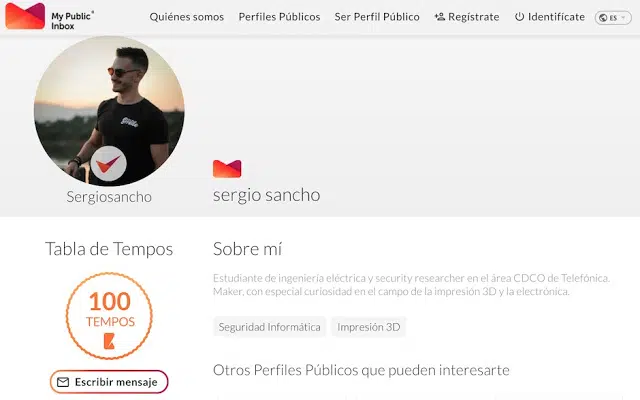 My Public®
Inbox
Quiénes somos
Perfiles Públicos
Ser Perfil Público
Regístrate
Identifícate
ES
Sergiosancho
sergio sancho
Tabla de Tempos
100
TEMPOS
Escribir mensaje
Sobre mí
Estudiante de ingeniería eléctrica y security researcher en el área CDCO de Telefónica.
Maker, con especial curiosidad en el campo de la impresión 3D y la electrónica.
Seguridad Informática
Impresión 3D
Otros Perfiles Públicos que pueden interesarte